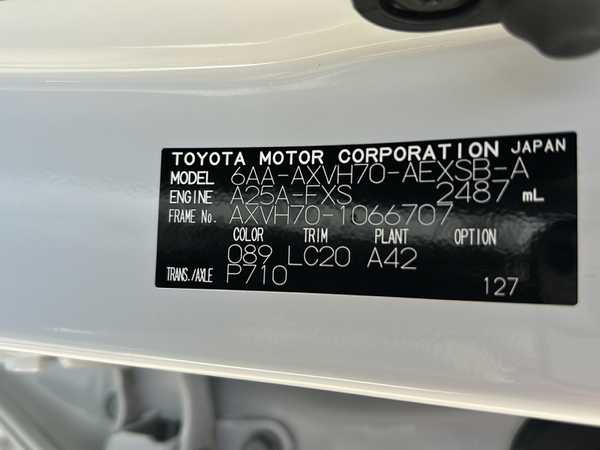 TOYOTA MOTOR CORPORATION JAPAN
MODEL 6AA-AXVH70-AEXSB-A
ENGINE A25A-FXS 2487 mL
FRAME No. AXVH70-1066707
COLOR TRIM PLANT OPTION
089 LC20 A42
TRANS./AXLE P710 127